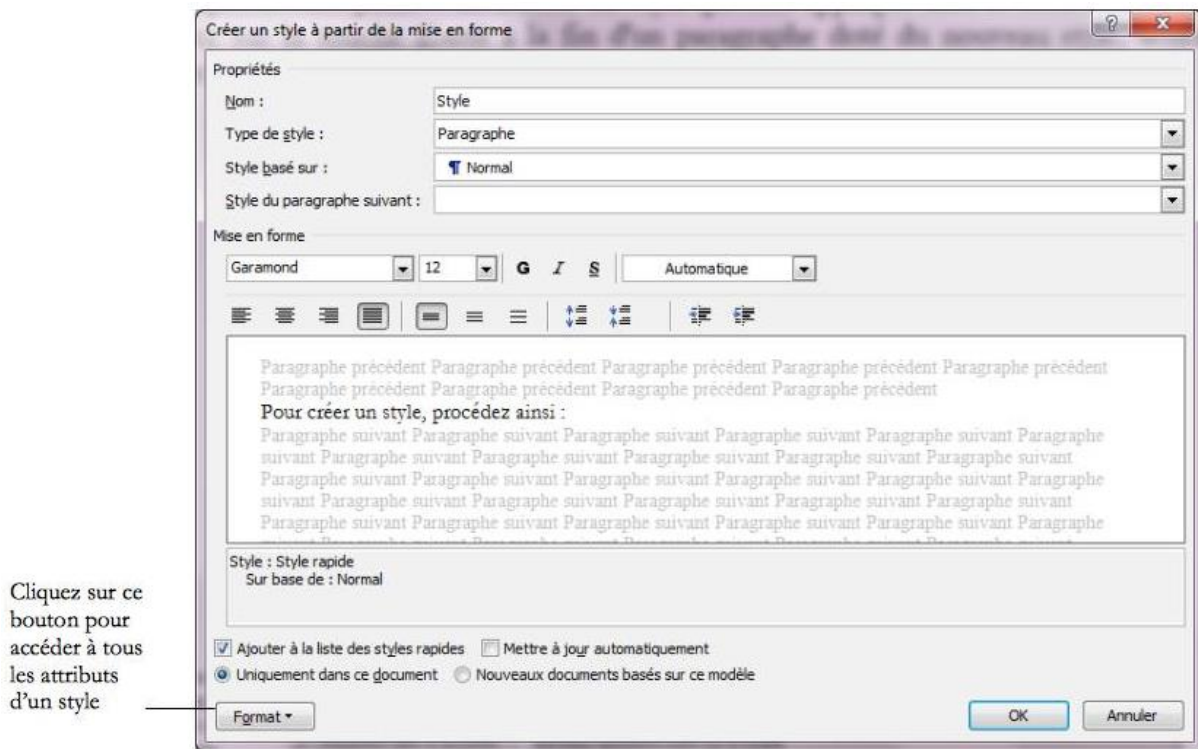 Créer un style à partir de la mise en forme
à la fin d'un paragraphe doté du nouveau
Propriétés
Nom : Style
Type de style : Paragraphe
Style basé sur : ¶ Normal
Style du paragraphe suivant :
Mise en forme
Garamond 12 G I S Automatique
Paragraphe précédent Paragraphe précédent Paragraphe précédent Paragraphe précédent Paragraphe précédent
Paragraphe précédent Paragraphe précédent Paragraphe précédent Paragraphe précédent
Pour créer un style, procédez ainsi :
Paragraphe suivant Paragraphe suivant Paragraphe suivant Paragraphe suivant Paragraphe suivant Paragraphe
suivant Paragraphe suivant Paragraphe suivant Paragraphe suivant Paragraphe suivant Paragraphe suivant
Paragraphe suivant Paragraphe suivant Paragraphe suivant Paragraphe suivant Paragraphe suivant Paragraphe
suivant Paragraphe suivant Paragraphe suivant Paragraphe suivant Paragraphe suivant Paragraphe suivant
Paragraphe suivant Paragraphe suivant Paragraphe suivant Paragraphe suivant Paragraphe suivant Paragraphe
Style : Style rapide
Sur base de : Normal
Ajouter à la liste des styles rapides Mettre à jour automatiquement
Uniquement dans ce document Nouveaux documents basés sur ce modèle
Format OK Annuler
Cliquez sur ce
bouton pour
accéder à tous
les attributs
d'un style